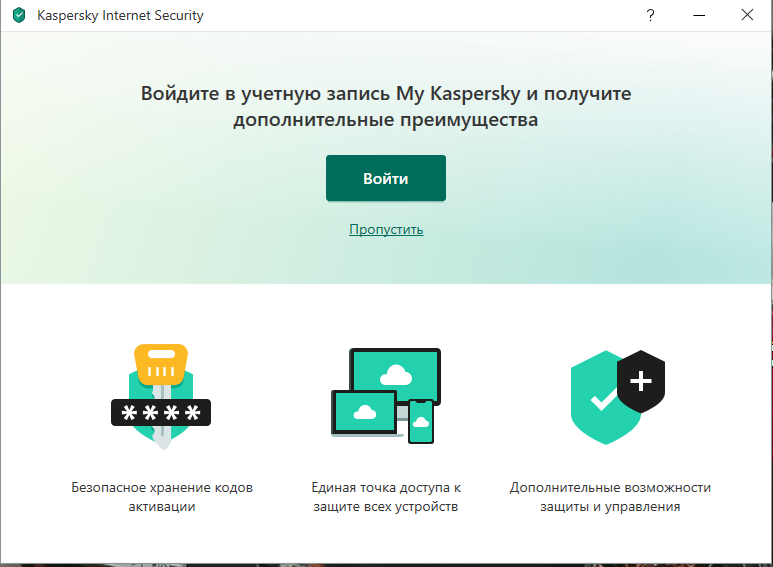 Kaspersky Internet Security
?
Войдите в учетную запись My Kaspersky и получите
дополнительные преимущества
Войти
Пропустить
Безопасное хранение кодов
активации
Единая точка доступа к
защите всех устройств
Дополнительные возможности
защиты и управления